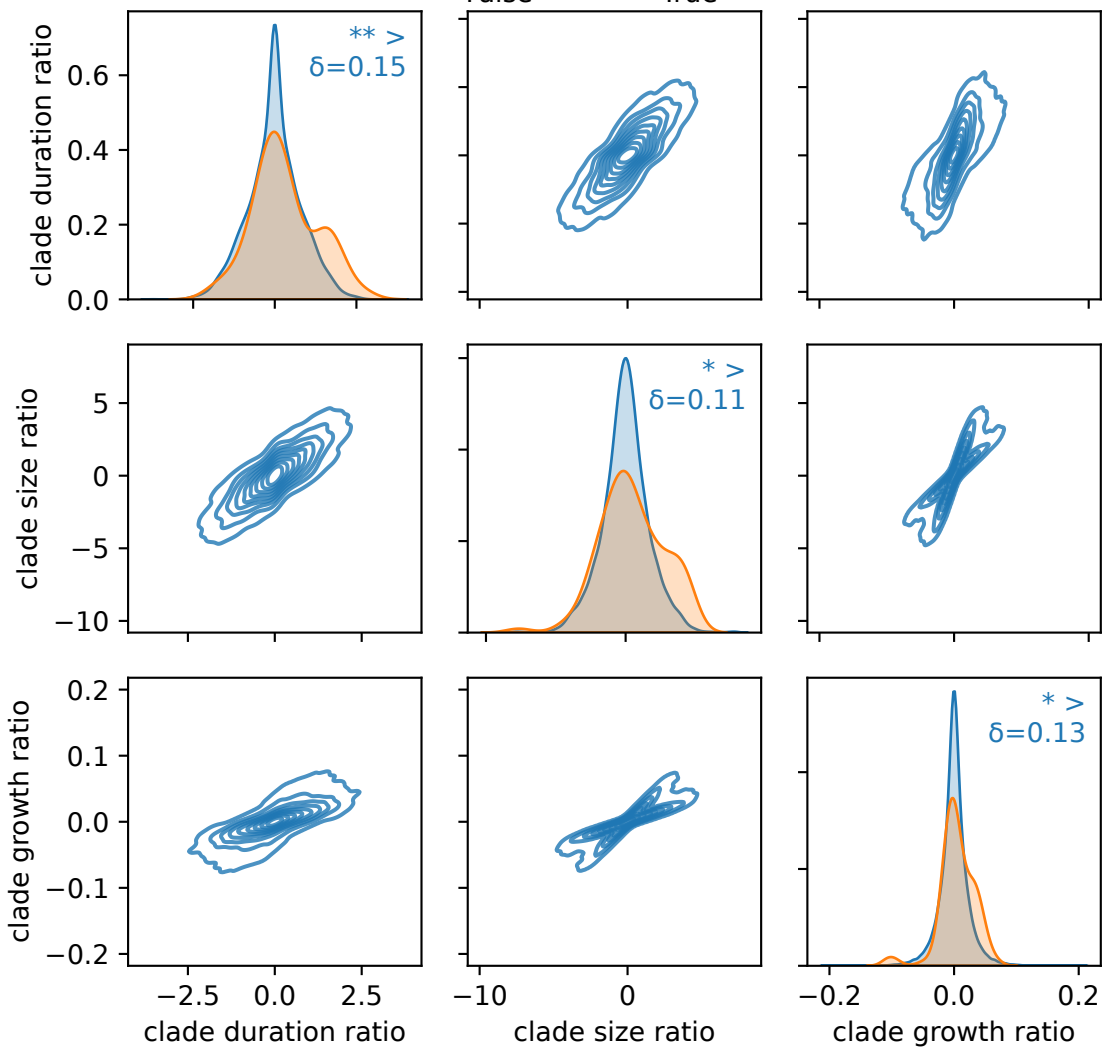 False True
clade duration ratio
0.6
0.4
0.2
0.0
** >
δ=0.15
clade size ratio
5
0
−5
−10
* >
δ=0.11
clade growth ratio
0.2
0.1
0.0
−0.1
−0.2
* >
δ=0.13
−2.5 0.0 2.5
−10 0
−0.2 0.0 0.2
clade duration ratio
clade size ratio
clade growth ratio